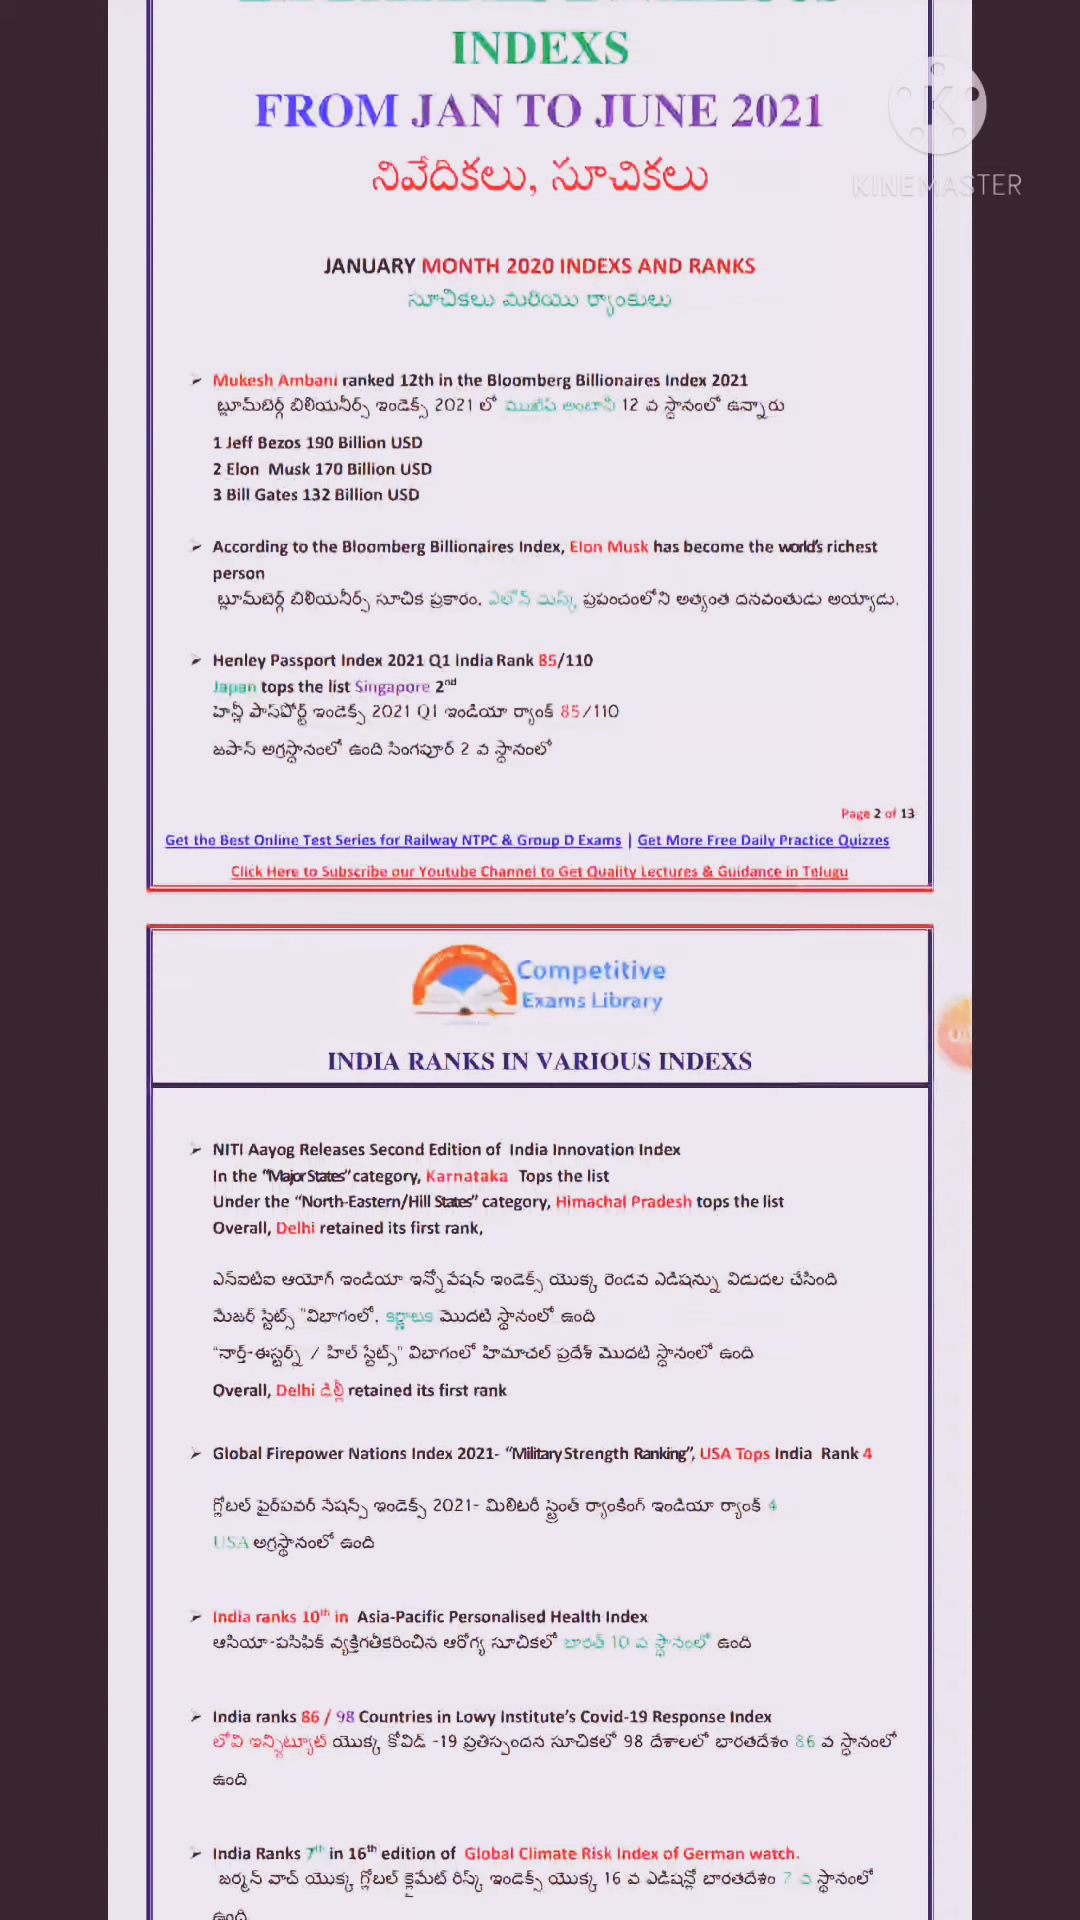 INDEXS
FROM JAN TO JUNE 2021
నివేదికలు, సూచికలు
KINEMASTER
JANUARY MONTH 2020 INDEXS AND RANKS
సూచికలు మరియు ర్యాంకులు
➢ Mukesh Ambani ranked 12th in the Bloomberg Billionaires Index 2021
బ్లూమ్‌బెర్గ్ బిలియనీర్స్ ఇండెక్స్ 2021 లో ముఖేష్ అంబానీ 12 వ స్థానంలో ఉన్నారు
1 Jeff Bezos 190 Billion USD
2 Elon Musk 170 Billion USD
3 Bill Gates 132 Billion USD
➢ According to the Bloomberg Billionaires Index, Elon Musk has become the world's richest
person
బ్లూమ్‌బెర్గ్ బిలియనీర్స్ సూచిక ప్రకారం, ఎలోన్ మస్క్ ప్రపంచంలోని అత్యంత ధనవంతుడు అయ్యాడు.
➢ Henley Passport Index 2021 Q1 India Rank 85/110
Japan tops the list Singapore 2nd
హెన్లీ పాస్‌పోర్ట్ ఇండెక్స్ 2021 Q1 ఇండియా ర్యాంక్ 85/110
జపాన్ అగ్రస్థానంలో ఉంది సింగపూర్ 2 వ స్థానంలో
Page 2 of 13
Get the Best Online Test Series for Railway NTPC & Group D Exams | Get More Free Daily Practice Quizzes
Click Here to Subscribe our Youtube Channel to Get Quality Lectures & Guidance in Telugu
Competitive
Exams Library
INDIA RANKS IN VARIOUS INDEXS
➢ NITI Aayog Releases Second Edition of India Innovation Index
In the "Major States" category, Karnataka Tops the list
Under the "North-Eastern/Hill States" category, Himachal Pradesh tops the list
Overall, Delhi retained its first rank,
ఎన్‌ఐటిఐ ఆయోగ్ ఇండియా ఇన్నోవేషన్ ఇండెక్స్ యొక్క రెండవ ఎడిషన్ను విడుదల చేసింది
మేజర్ స్టేట్స్ "విభాగంలో, కర్ణాటక మొదటి స్థానంలో ఉంది
"నార్త్-ఈస్టర్న్ / హిల్ స్టేట్స్" విభాగంలో హిమాచల్ ప్రదేశ్ మొదటి స్థానంలో ఉంది
Overall, Delhi డిల్లీ retained its first rank
➢ Global Firepower Nations Index 2021- "Military Strength Ranking", USA Tops India Rank 4
గ్లోబల్ ఫైర్‌పవర్ నేషన్స్ ఇండెక్స్ 2021- మిలిటరీ స్ట్రెంత్ ర్యాంకింగ్ ఇండియా ర్యాంక్ 4
USA అగ్రస్థానంలో ఉంది
➢ India ranks 10th in Asia-Pacific Personalised Health Index
ఆసియా-పసిఫిక్ వ్యక్తిగతీకరించిన ఆరోగ్య సూచికలో భారత్ 10 వ స్థానంలో ఉంది
➢ India ranks 86 / 98 Countries in Lowy Institute's Covid-19 Response Index
లోవి ఇన్స్టిట్యూట్ యొక్క కోవిడ్ -19 ప్రతిస్పందన సూచికలో 98 దేశాలలో భారతదేశం 86 వ స్థానంలో
ఉంది
➢ India Ranks 7th in 16th edition of Global Climate Risk Index of German watch.
జర్మన్ వాచ్ యొక్క గ్లోబల్ క్లైమేట్ రిస్క్ ఇండెక్స్ యొక్క 16 వ ఎడిషన్లో భారతదేశం 7 వ స్థానంలో
ఉంది